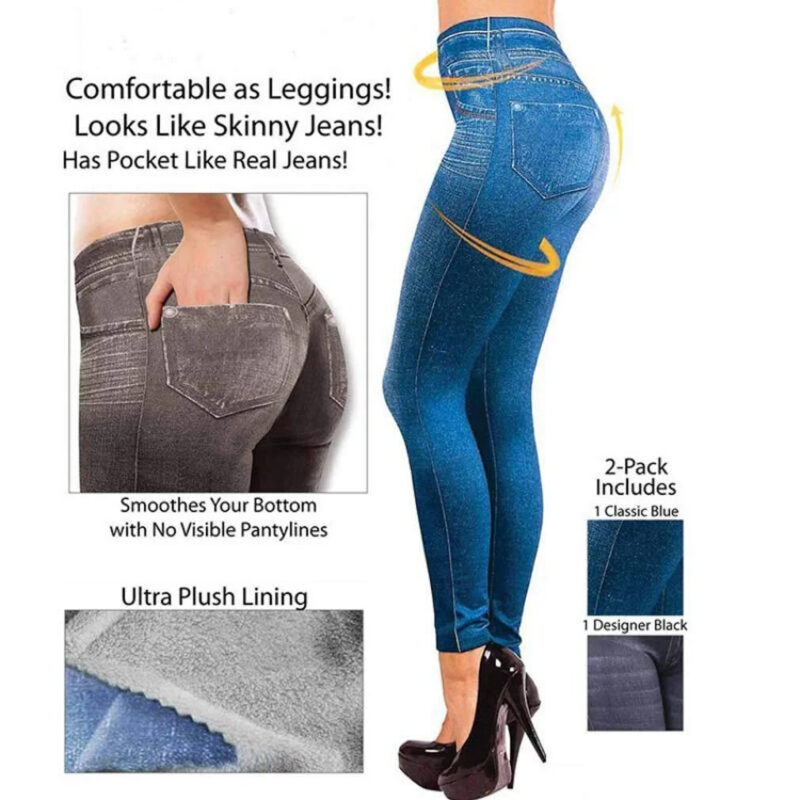 Comfortable as Leggings!
Looks Like Skinny Jeans!
Has Pocket Like Real Jeans!
Smoothes Your Bottom
with No Visible Pantylines
Ultra Plush Lining
2-Pack
Includes
1 Classic Blue
1 Designer Black